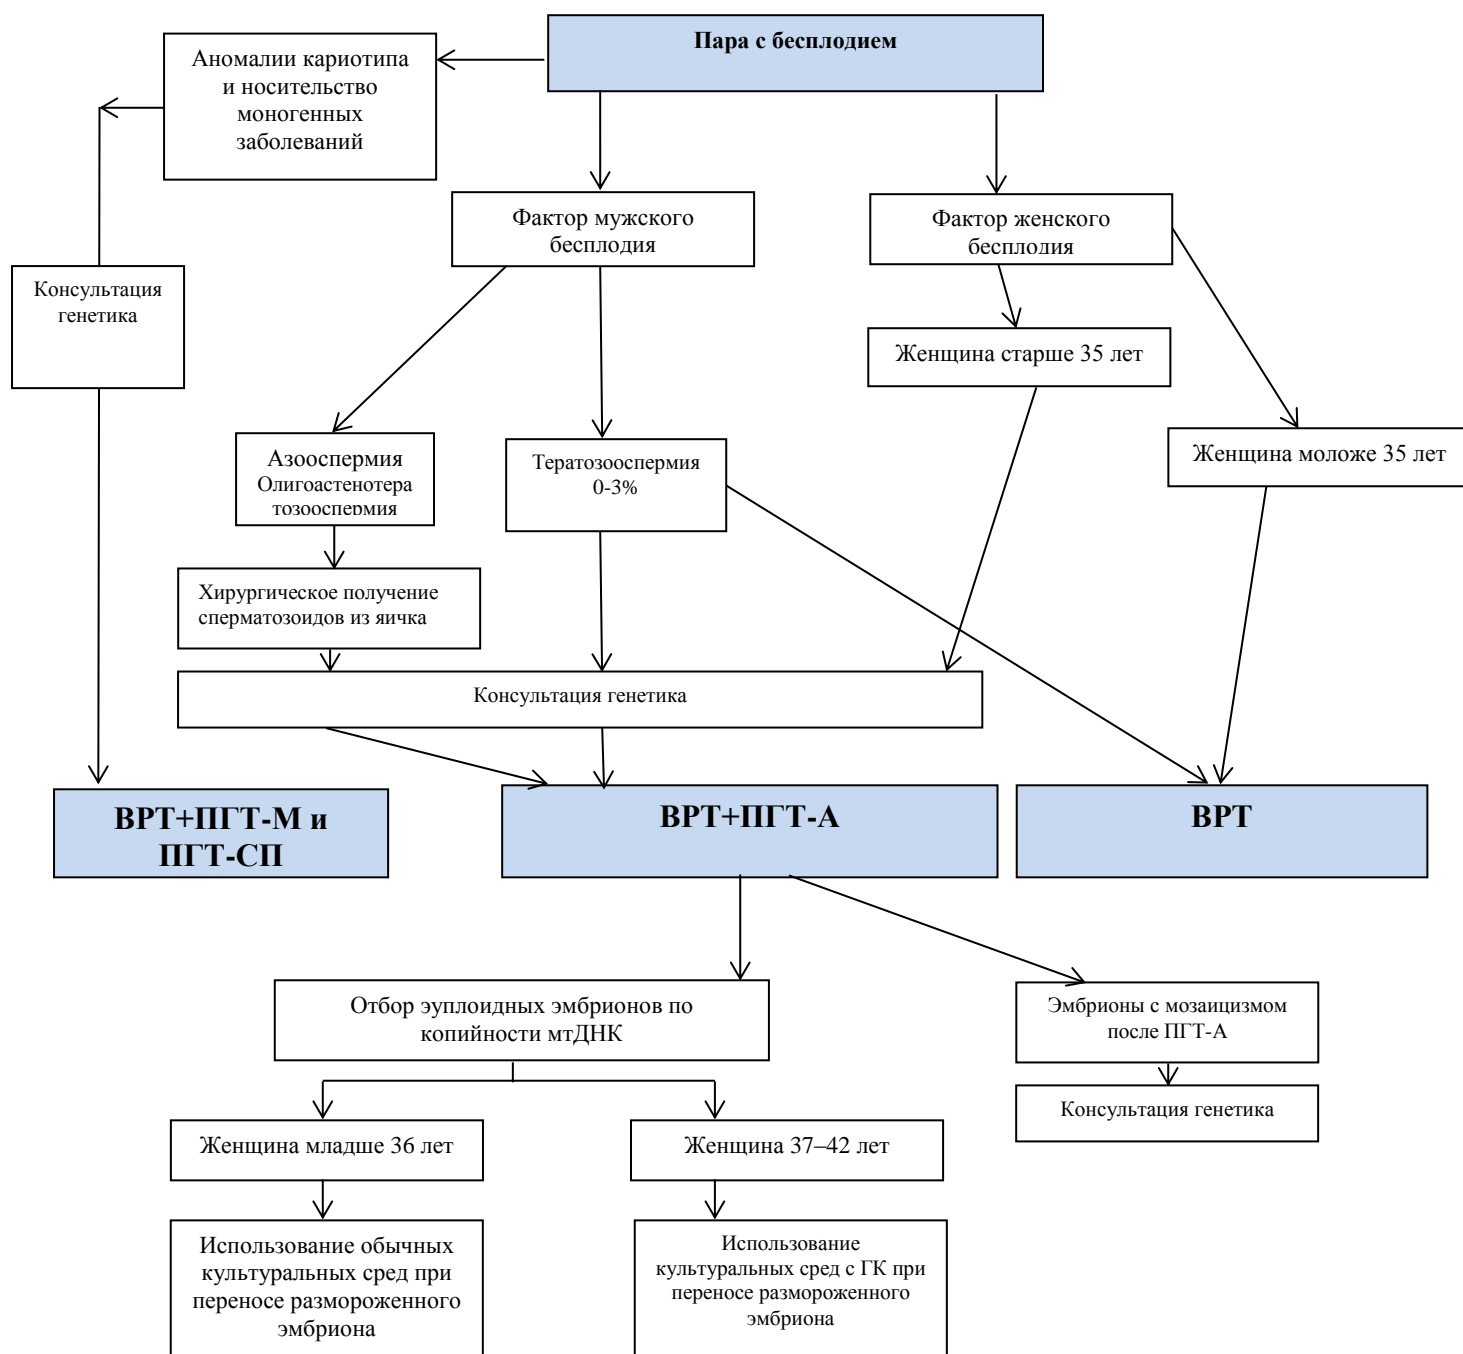 Пара с бесплодием
Аномалии кариотипа
и носительство
моногенных
заболеваний
Фактор мужского
бесплодия
Фактор женского
бесплодия
Консультация
генетика
Женщина старше 35 лет
Азооспермия
Олигоастенотера
тозооспермия
Тератозооспермия
0-3%
Женщина моложе 35 лет
Хирургическое получение
сперматозоидов из яичка
Консультация генетика
ВРТ+ПГТ-М и
ПГТ-СП
ВРТ+ПГТ-А
ВРТ
Отбор эуплоидных эмбрионов по
копийности мтДНК
Эмбрионы с мозаицизмом
после ПГТ-А
Консультация генетика
Женщина младше 36 лет
Женщина 37–42 лет
Использование обычных
культуральных сред при
переносе размороженного
эмбриона
Использование
культуральных сред с ГК при
переносе размороженного
эмбриона